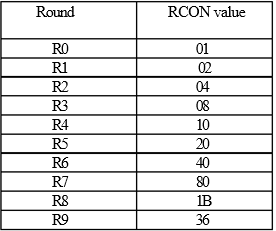 Round RCON value
R0 01
R1 02
R2 04
R3 08
R4 10
R5 20
R6 40
R7 80
R8 1B
R9 36